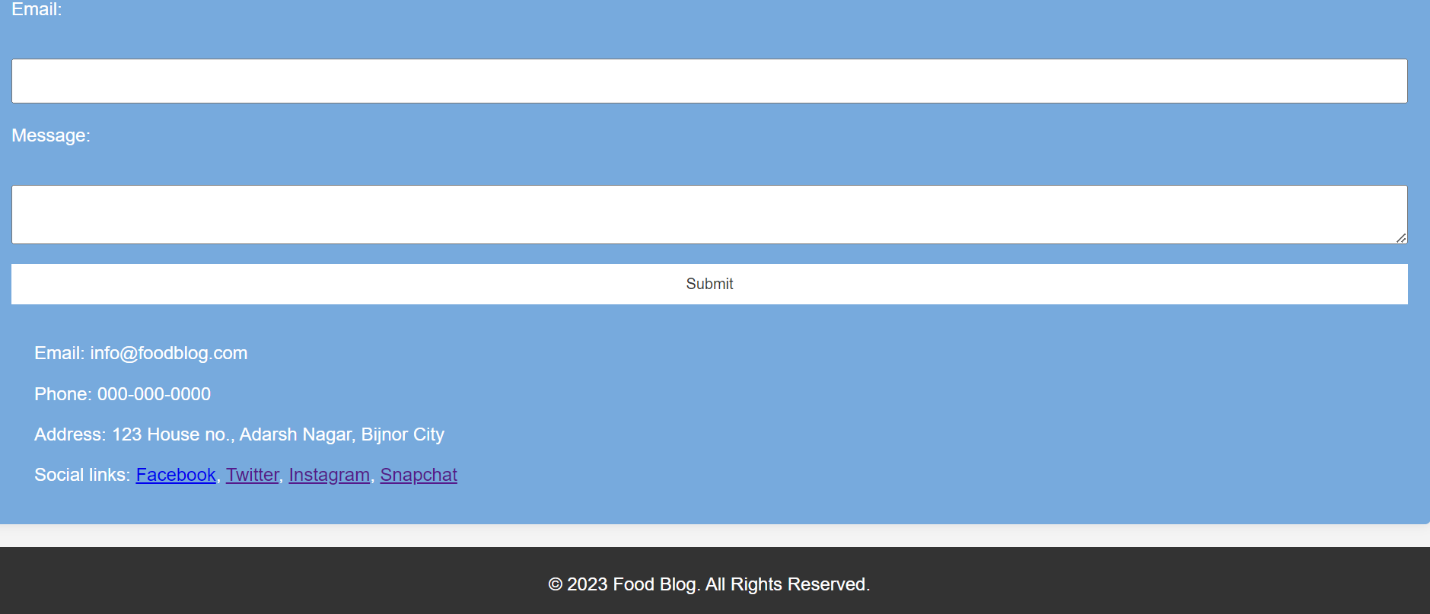 Email:
Message:
Submit
Email: info@foodblog.com
Phone: 000-000-0000
Address: 123 House no., Adarsh Nagar, Bijnor City
Social links: Facebook, Twitter, Instagram, Snapchat
© 2023 Food Blog. All Rights Reserved.